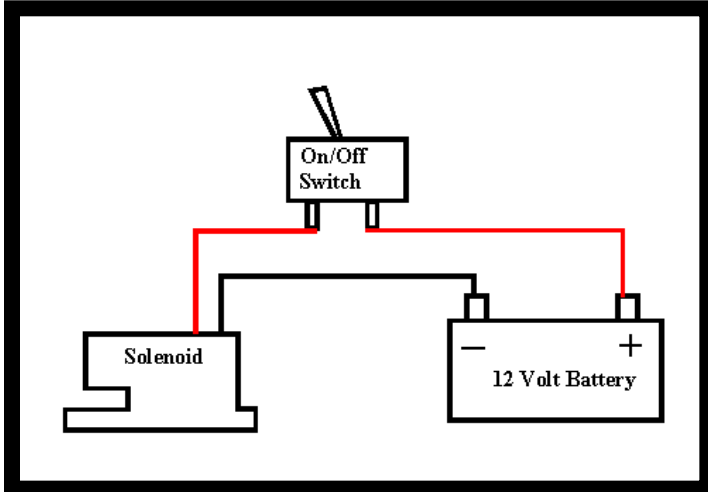 On/Off
Switch
Solenoid
— +
12 Volt Battery